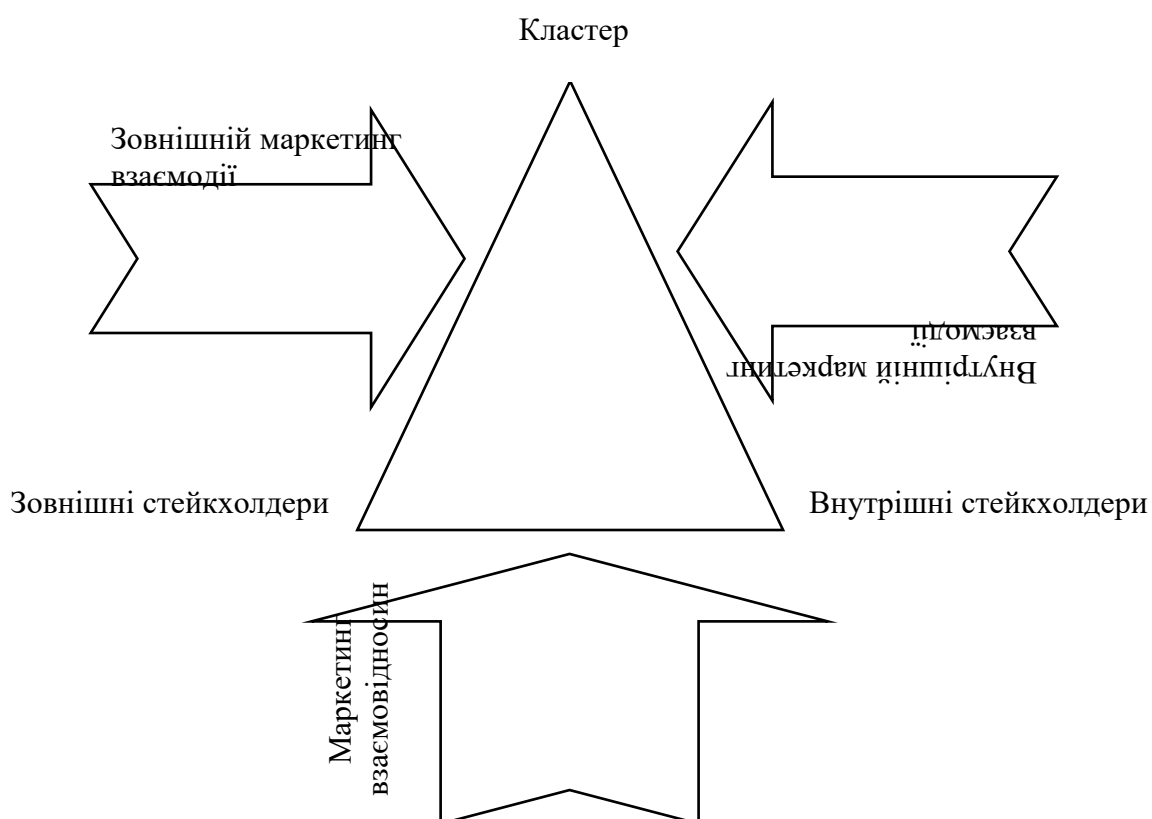 Кластер
Зовнішній маркетинг
взаємодії
Внутрішній маркетинг
взаємодії
Зовнішні стейкхолдери
Внутрішні стейкхолдери
Маркетинг
взаємовідносин